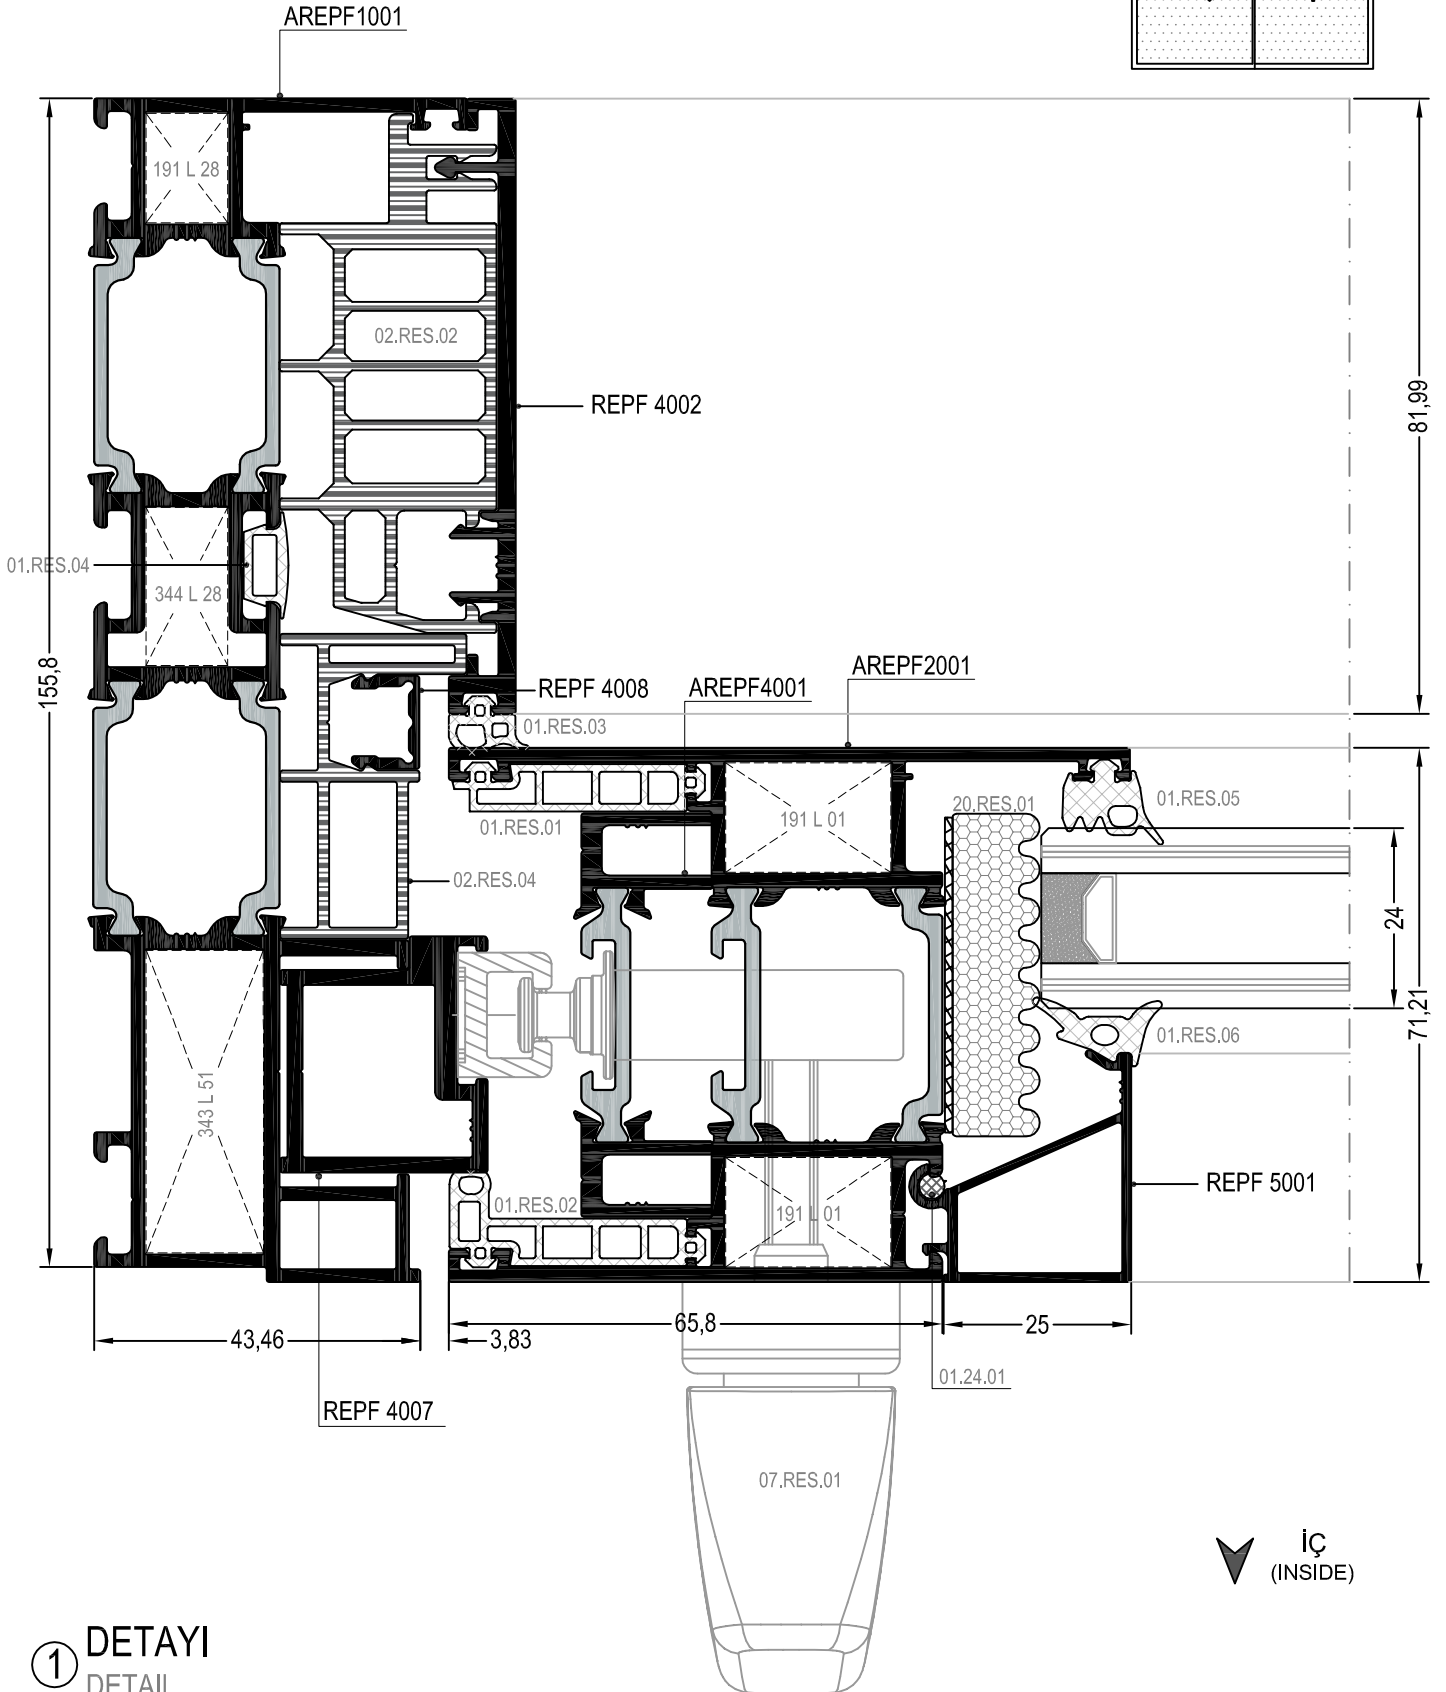 AREPF1001
191 L 28
02.RES.02
REPF 4002
81,99
01.RES.04
344 L 28
155,8
REPF 4008
AREPF4001
AREPF2001
01.RES.03
01.RES.01
191 L 01
20.RES.01
01.RES.05
02.RES.04
24
71,21
01.RES.06
343 L 51
01.RES.02
191 L 01
REPF 5001
43,46
3,83
65,8
25
01.24.01
REPF 4007
07.RES.01
İÇ
(INSIDE)
1 DETAYI
DETAIL